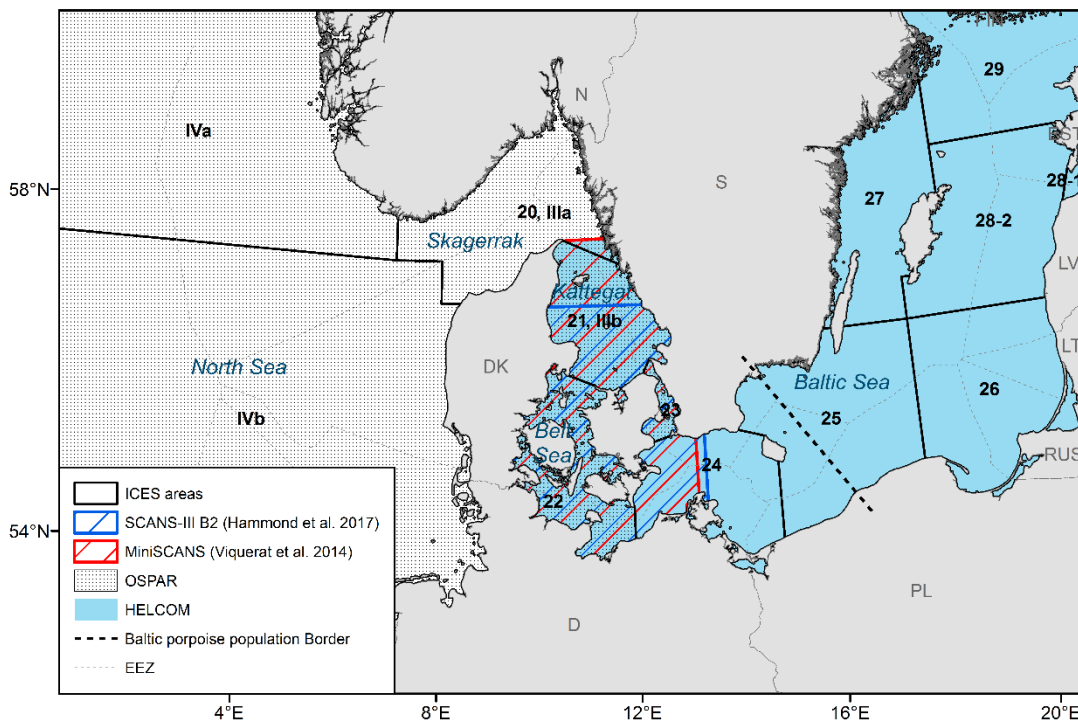 FIN
29
N
IVa
EST
58°N
28-1
S
27
20, IIIa
28-2
Skagerrak
LV
Kattegat
21, IIIb
LT
North Sea
DK
Baltic Sea
26
23
25
IVb
Belt
Sea
RUS
24
22
54°N
PL
D
ICES areas
SCANS-III B2 (Hammond et al. 2017)
MiniSCANS (Viquerat et al. 2014)
OSPAR
HELCOM
Baltic porpoise population Border
EEZ
4°E
8°E
12°E
16°E
20°E